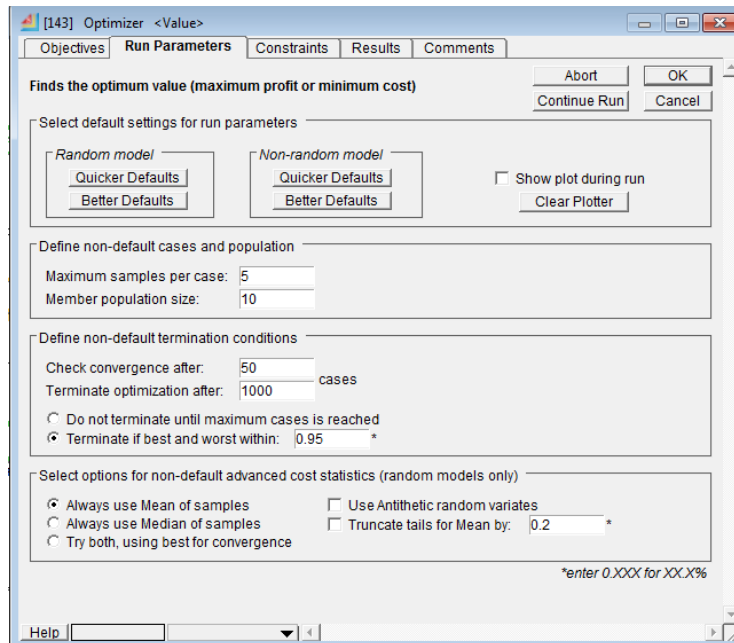 [143] Optimizer <Value>
Objectives Run Parameters Constraints Results Comments
Finds the optimum value (maximum profit or minimum cost)
Abort OK
Continue Run Cancel
Select default settings for run parameters
Random model Non-random model
Quicker Defaults Quicker Defaults Show plot during run
Better Defaults Better Defaults Clear Plotter
Define non-default cases and population
Maximum samples per case: 5
Member population size: 10
Define non-default termination conditions
Check convergence after: 50
cases
Terminate optimization after: 1000
Do not terminate until maximum cases is reached
Terminate if best and worst within: 0.95 *
Select options for non-default advanced cost statistics (random models only)
Always use Mean of samples Use Antithetic random variates
Always use Median of samples Truncate tails for Mean by: 0.2 *
Try both, using best for convergence
*enter 0.XXX for XX.X%
Help